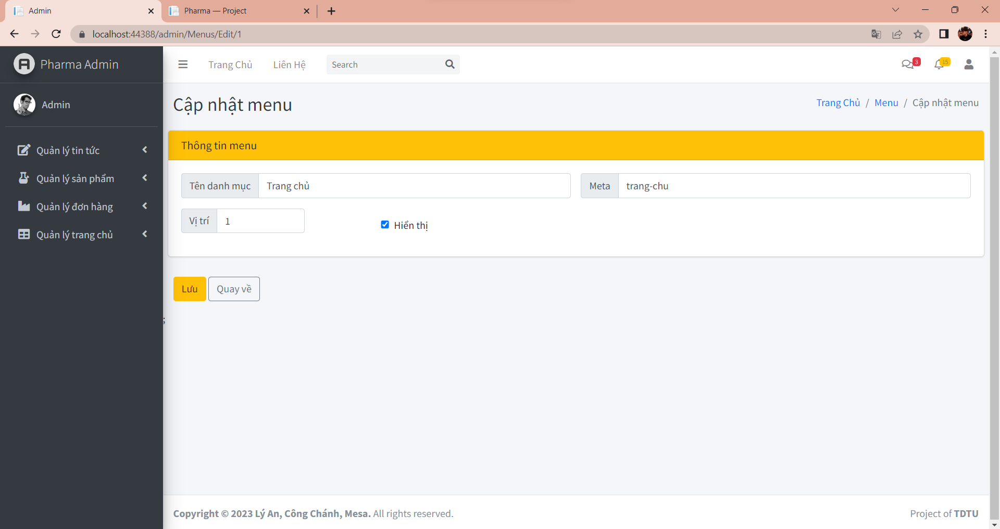 Admin
Pharma — Project
localhost:44388/admin/Menus/Edit/1
Pharma Admin
Trang Chủ
Liên Hệ
Search
3
15
Admin
Cập nhật menu
Trang Chủ / Menu / Cập nhật menu
Quản lý tin tức
Quản lý sản phẩm
Quản lý đơn hàng
Quản lý trang chủ
Thông tin menu
Tên danh mục
Trang chủ
Meta
trang-chu
Vị trí
1
Hiển thị
Lưu
Quay về
;
Copyright © 2023 Lý An, Công Chánh, Mesa. All rights reserved.
Project of TDTU